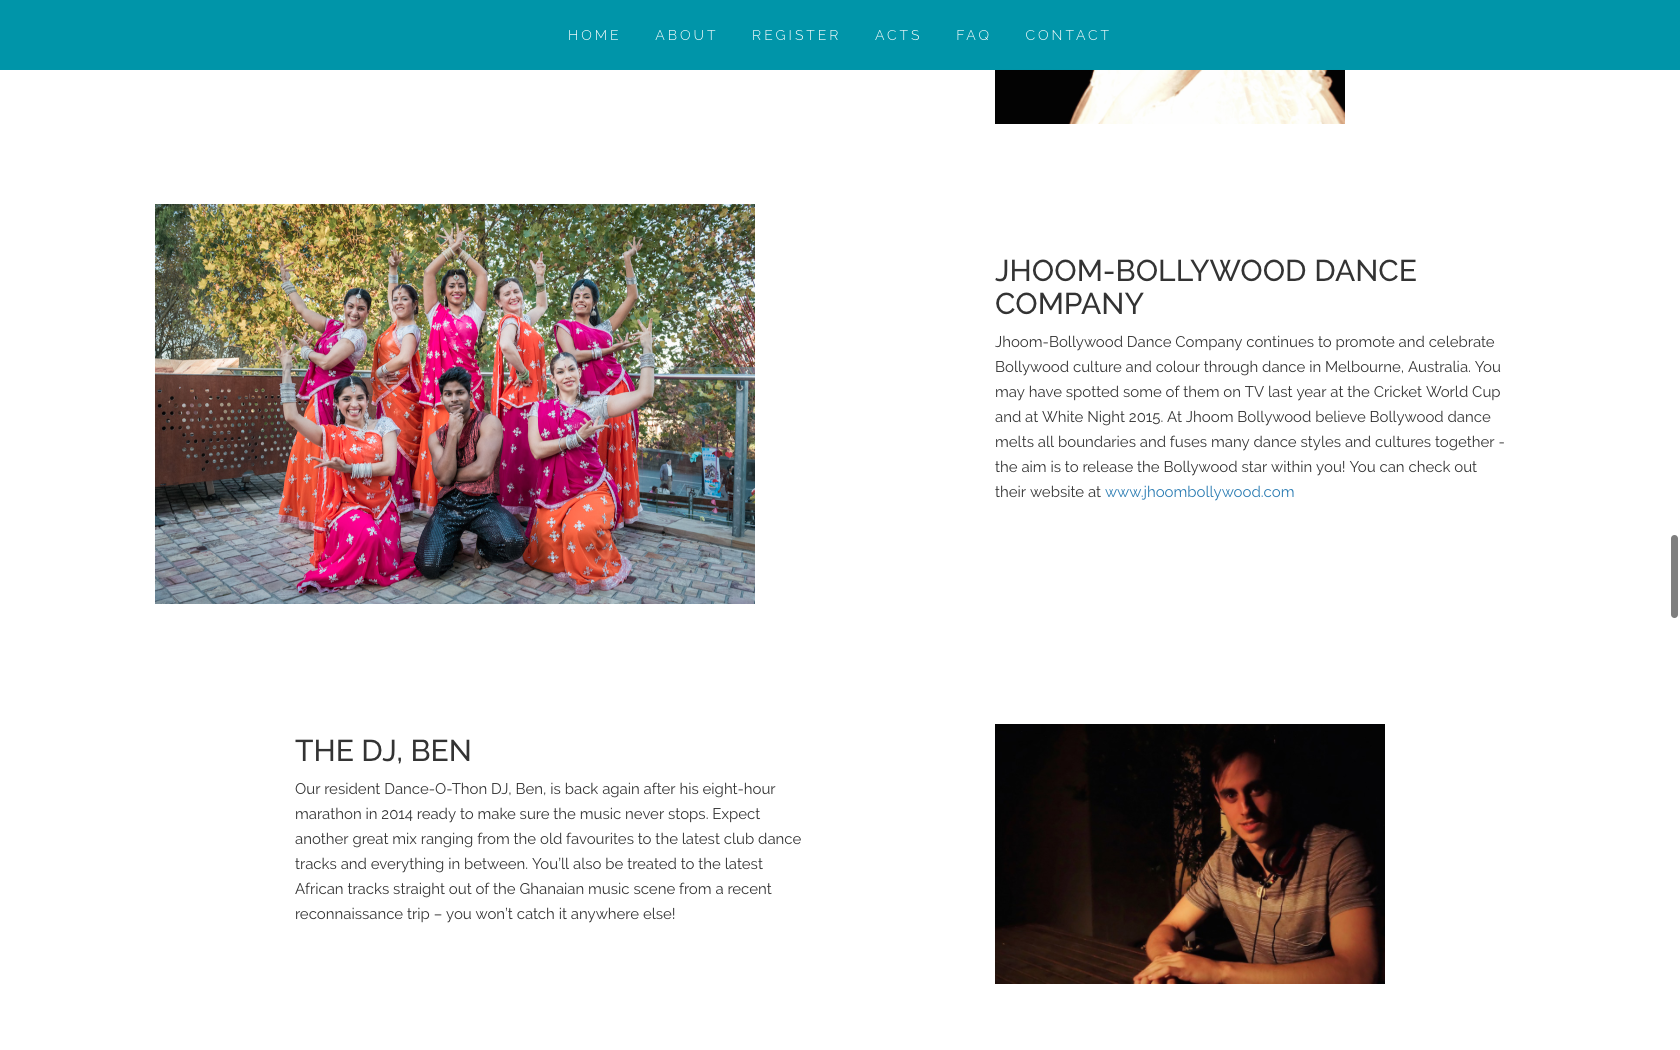 HOME ABOUT REGISTER ACTS FAQ CONTACT
JHOOM-BOLLYWOOD DANCE
COMPANY
Jhoom-Bollywood Dance Company continues to promote and celebrate
Bollywood culture and colour through dance in Melbourne, Australia. You
may have spotted some of them on TV last year at the Cricket World Cup
and at White Night 2015. At Jhoom Bollywood believe Bollywood dance
melts all boundaries and fuses many dance styles and cultures together -
the aim is to release the Bollywood star within you! You can check out
their website at www.jhoombollywood.com
THE DJ, BEN
Our resident Dance-O-Thon DJ, Ben, is back again after his eight-hour
marathon in 2014 ready to make sure the music never stops. Expect
another great mix ranging from the old favourites to the latest club dance
tracks and everything in between. You'll also be treated to the latest
African tracks straight out of the Ghanaian music scene from a recent
reconnaissance trip – you won't catch it anywhere else!